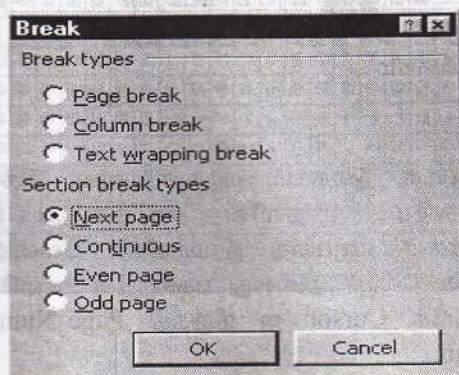 Break
Break types
Page break
Column break
Text wrapping break
Section break types
Next page
Continuous
Even page
Odd page
OK Cancel